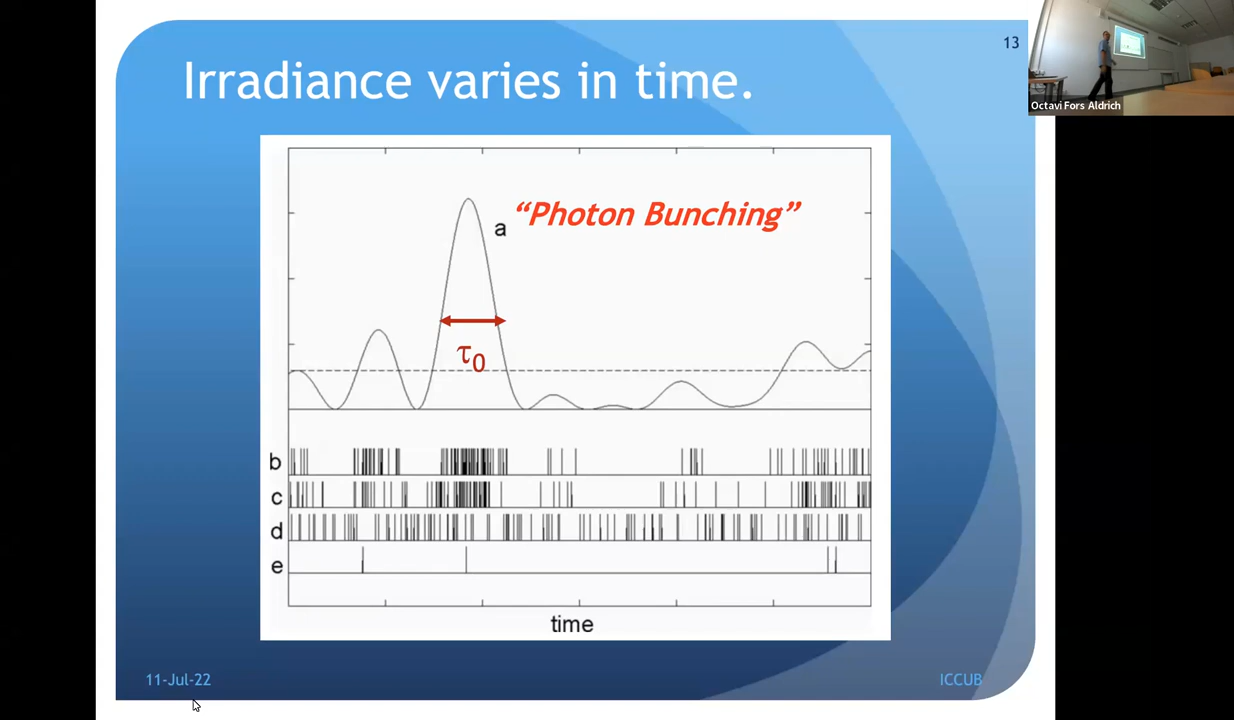 Irradiance varies in time.
13
Octavi Fors Aldrich
“Photon Bunching”
a
τ0
b
c
d
e
time
11-Jul-22
ICCUB